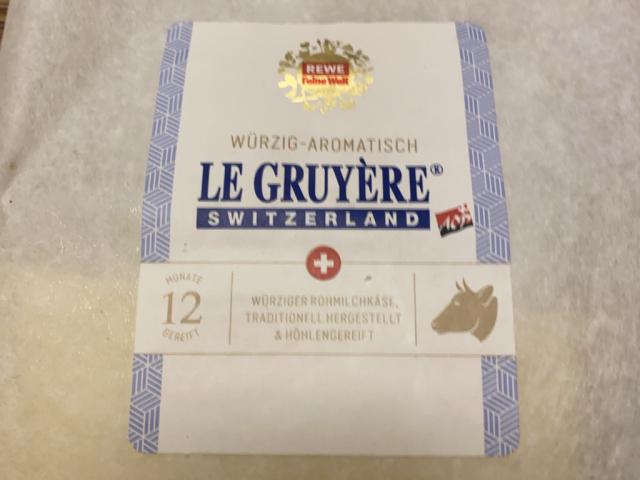 REWE
Feine Welt
WÜRZIG-AROMATISCH
LE GRUYÈRE®
SWITZERLAND
AOP
MONATE
12
GEREIFT
WÜRZIGER ROHMILCHKÄSE,
TRADITIONELL HERGESTELLT
& HÖHLENGEREIFT